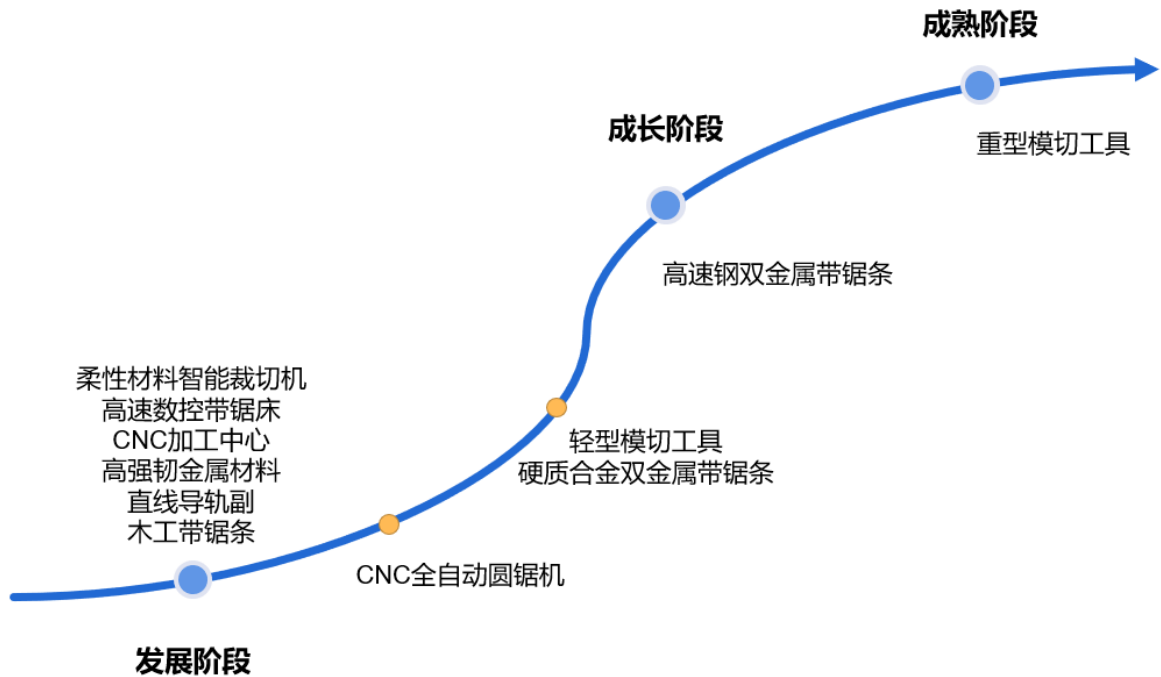 成熟阶段
成长阶段
重型模切工具
高速钢双金属带锯条
柔性材料智能裁切机
高速数控带锯床
CNC加工中心
高强韧金属材料
直线导轨副
木工带锯条
轻型模切工具
硬质合金双金属带锯条
CNC全自动圆锯机
发展阶段